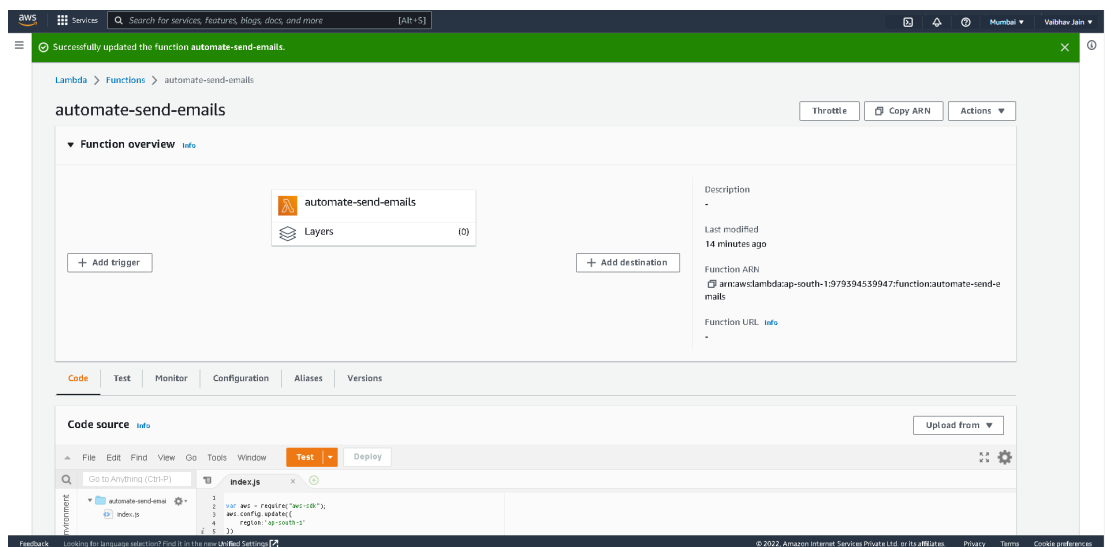 aws Services Search for services, features, blogs, docs, and more [Alt+S] Mumbai ▼ Vaibhav Jain ▼
Successfully updated the function automate-send-emails.
Lambda > Functions > automate-send-emails
automate-send-emails
Throttle Copy ARN Actions ▼
▼ Function overview Info
automate-send-emails
Layers (0)
+ Add trigger
+ Add destination
Description
-
Last modified
14 minutes ago
Function ARN
arn:aws:lambda:ap-south-1:979394539947:function:automate-send-e
mails
Function URL Info
-
Code Test Monitor Configuration Aliases Versions
Code source Info
Upload from ▼
File Edit Find View Go Tools Window Test Deploy
Go to Anything (Ctrl-P)
index.js ×
nvironment
automate-send-emai
index.js
1
2 var aws = require("aws-sdk");
3 aws.config.update({
4 region:'ap-south-1'
i 5 })
Feedback Looking for language selection? Find it in the new Unified Settings © 2022, Amazon Internet Services Private Ltd. or its affiliates. Privacy Terms Cookie preferences